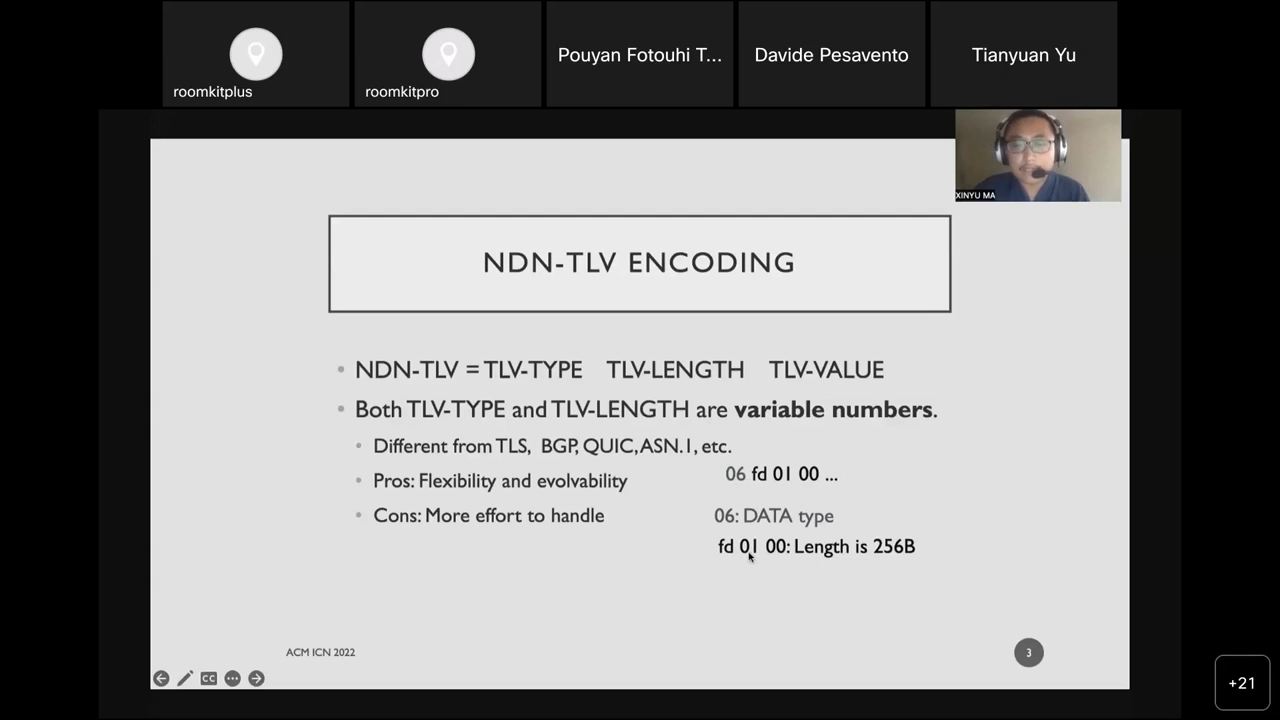 roomkitplus
roomkitpro
Pouyan Fotouhi T...
Davide Pesavento
Tianyuan Yu
XINYU MA
NDN-TLV ENCODING
• NDN-TLV = TLV-TYPE TLV-LENGTH TLV-VALUE
• Both TLV-TYPE and TLV-LENGTH are variable numbers.
• Different from TLS, BGP, QUIC, ASN.1, etc.
06 fd 01 00 ...
• Pros: Flexibility and evolvability
• Cons: More effort to handle
06: DATA type
fd 01 00: Length is 256B
ACM ICN 2022
3
CC
+21